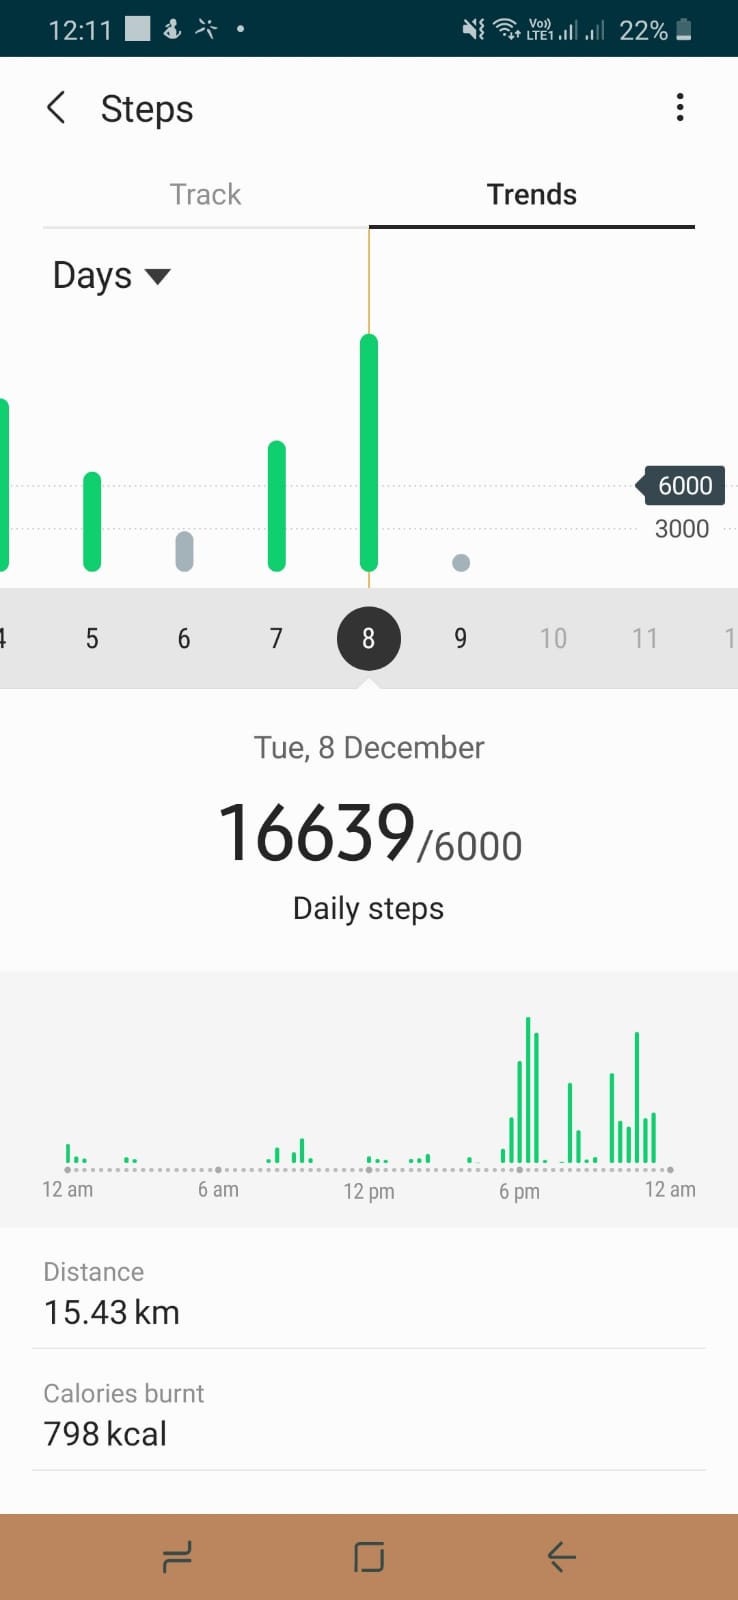 12:11 Vo)) LTE1 22%
Steps
Track Trends
Days
6000
3000
4 5 6 7 8 9 10 11 1
Tue, 8 December
16639/6000
Daily steps
12 am 6 am 12 pm 6 pm 12 am
Distance
15.43 km
Calories burnt
798 kcal